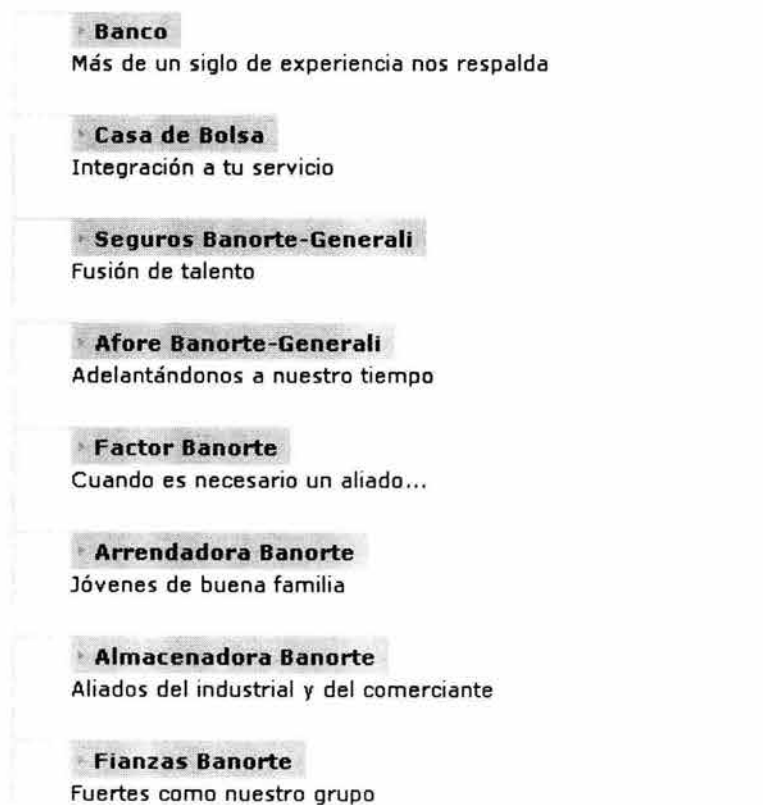 Banco
Más de un siglo de experiencia nos respalda
Casa de Bolsa
Integración a tu servicio
Seguros Banorte-Generali
Fusión de talento
Afore Banorte-Generali
Adelantándonos a nuestro tiempo
Factor Banorte
Cuando es necesario un aliado...
Arrendadora Banorte
Jóvenes de buena familia
Almacenadora Banorte
Aliados del industrial y del comerciante
Fianzas Banorte
Fuertes como nuestro grupo